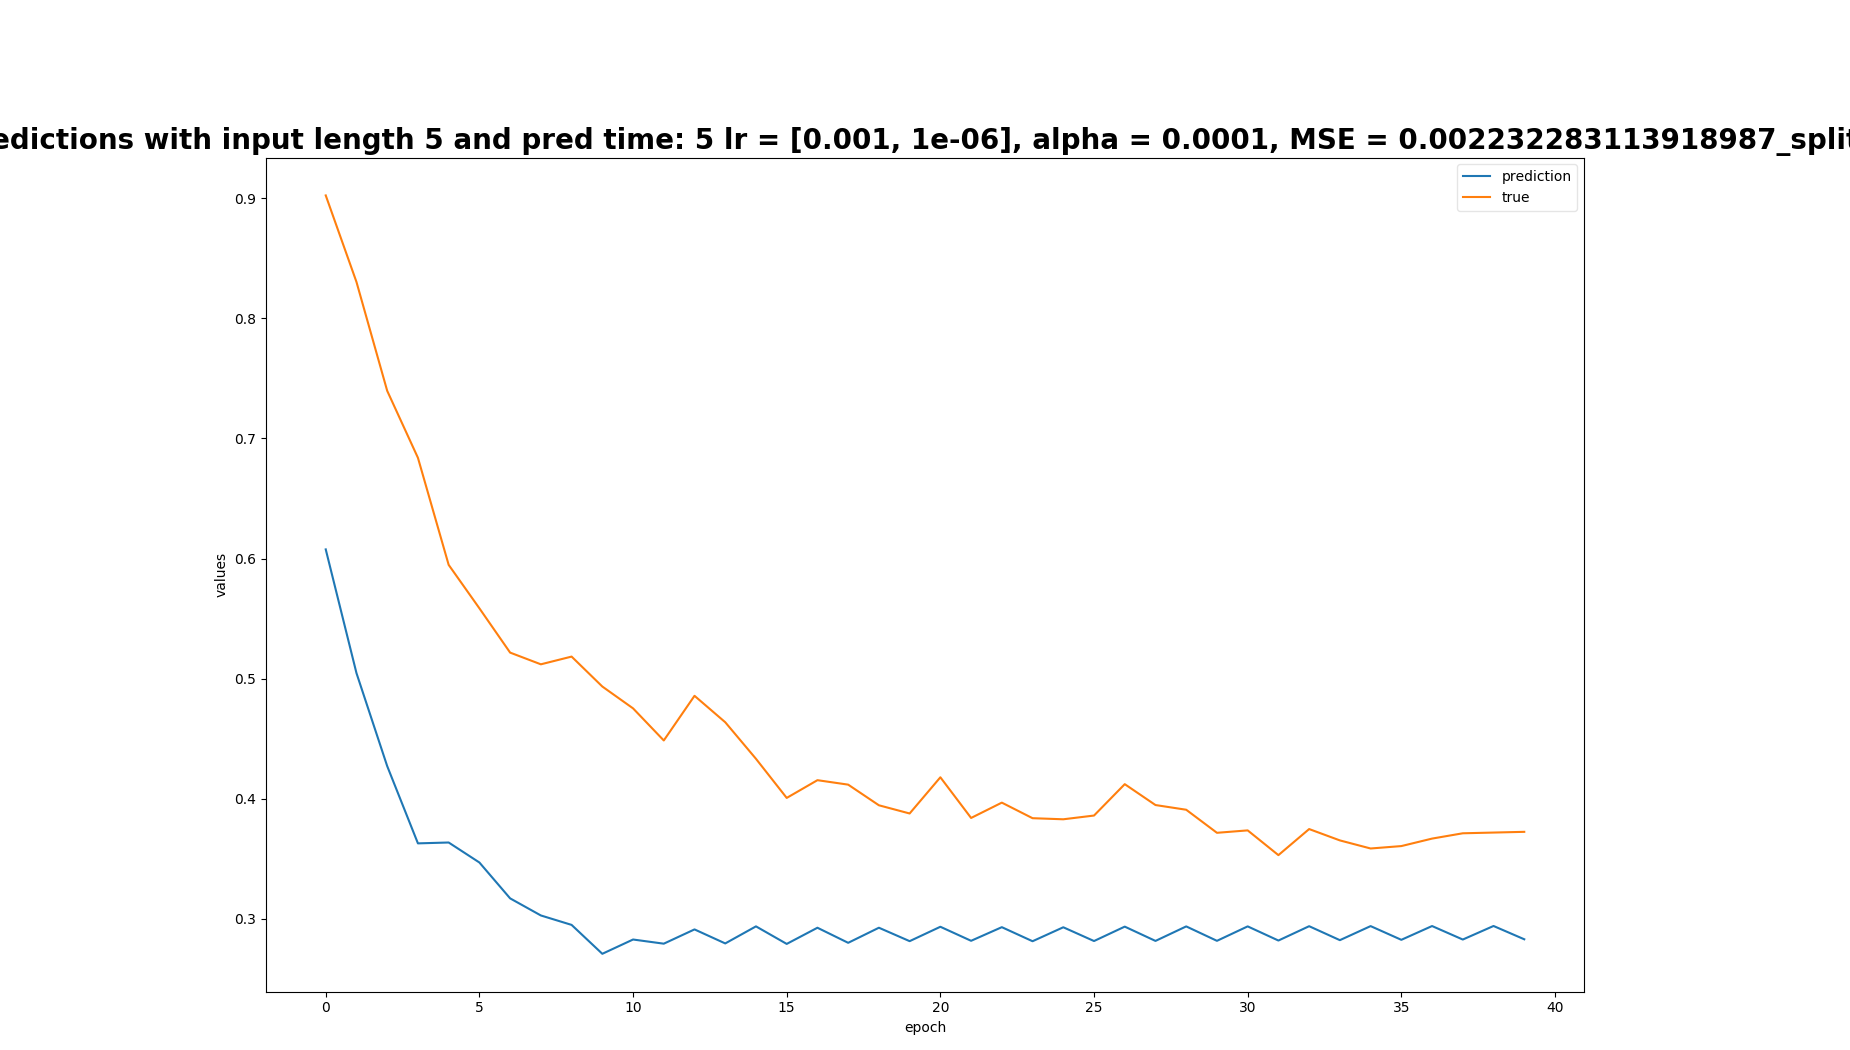 edictions with input length 5 and pred time: 5 lr = [0.001, 1e-06], alpha = 0.0001, MSE = 0.002232283113918987_split
prediction
true
0.9
0.8
0.7
0.6
0.5
0.4
0.3
values
0 5 10 15 20 25 30 35 40
epoch